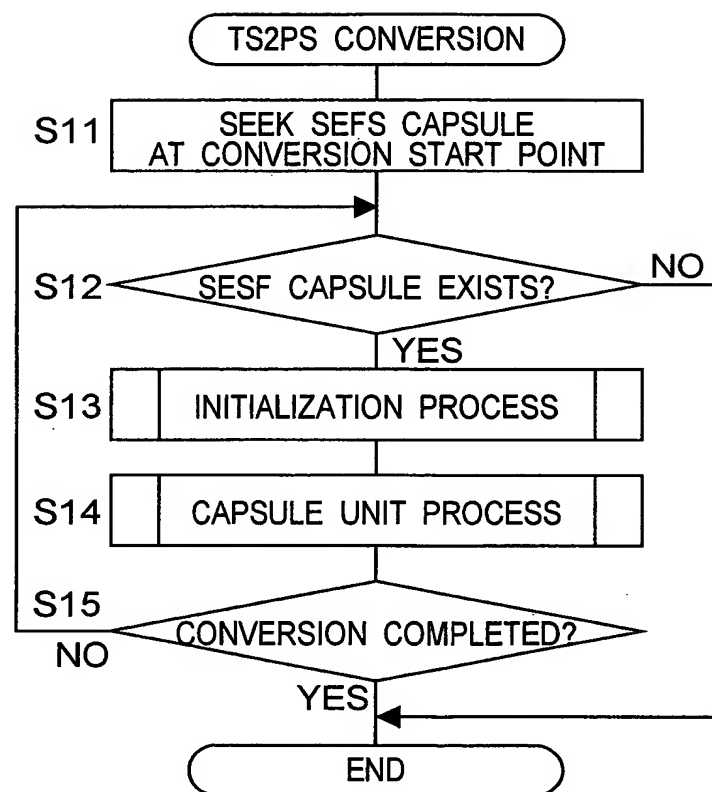 TS2PS CONVERSION
S11
SEEK SEFS CAPSULE
AT CONVERSION START POINT
S12
SESF CAPSULE EXISTS?
NO
YES
S13
INITIALIZATION PROCESS
S14
CAPSULE UNIT PROCESS
S15
CONVERSION COMPLETED?
NO
YES
END